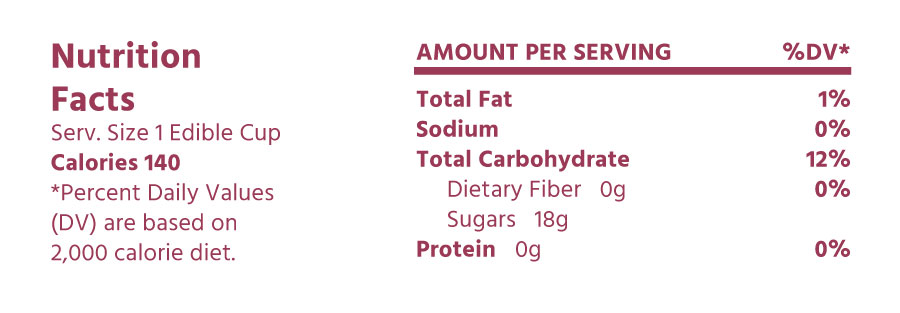 Nutrition
Facts
Serv. Size 1 Edible Cup
Calories 140
*Percent Daily Values
(DV) are based on
2,000 calorie diet.
AMOUNT PER SERVING %DV*
Total Fat 1%
Sodium 0%
Total Carbohydrate 12%
Dietary Fiber 0g 0%
Sugars 18g
Protein 0g 0%